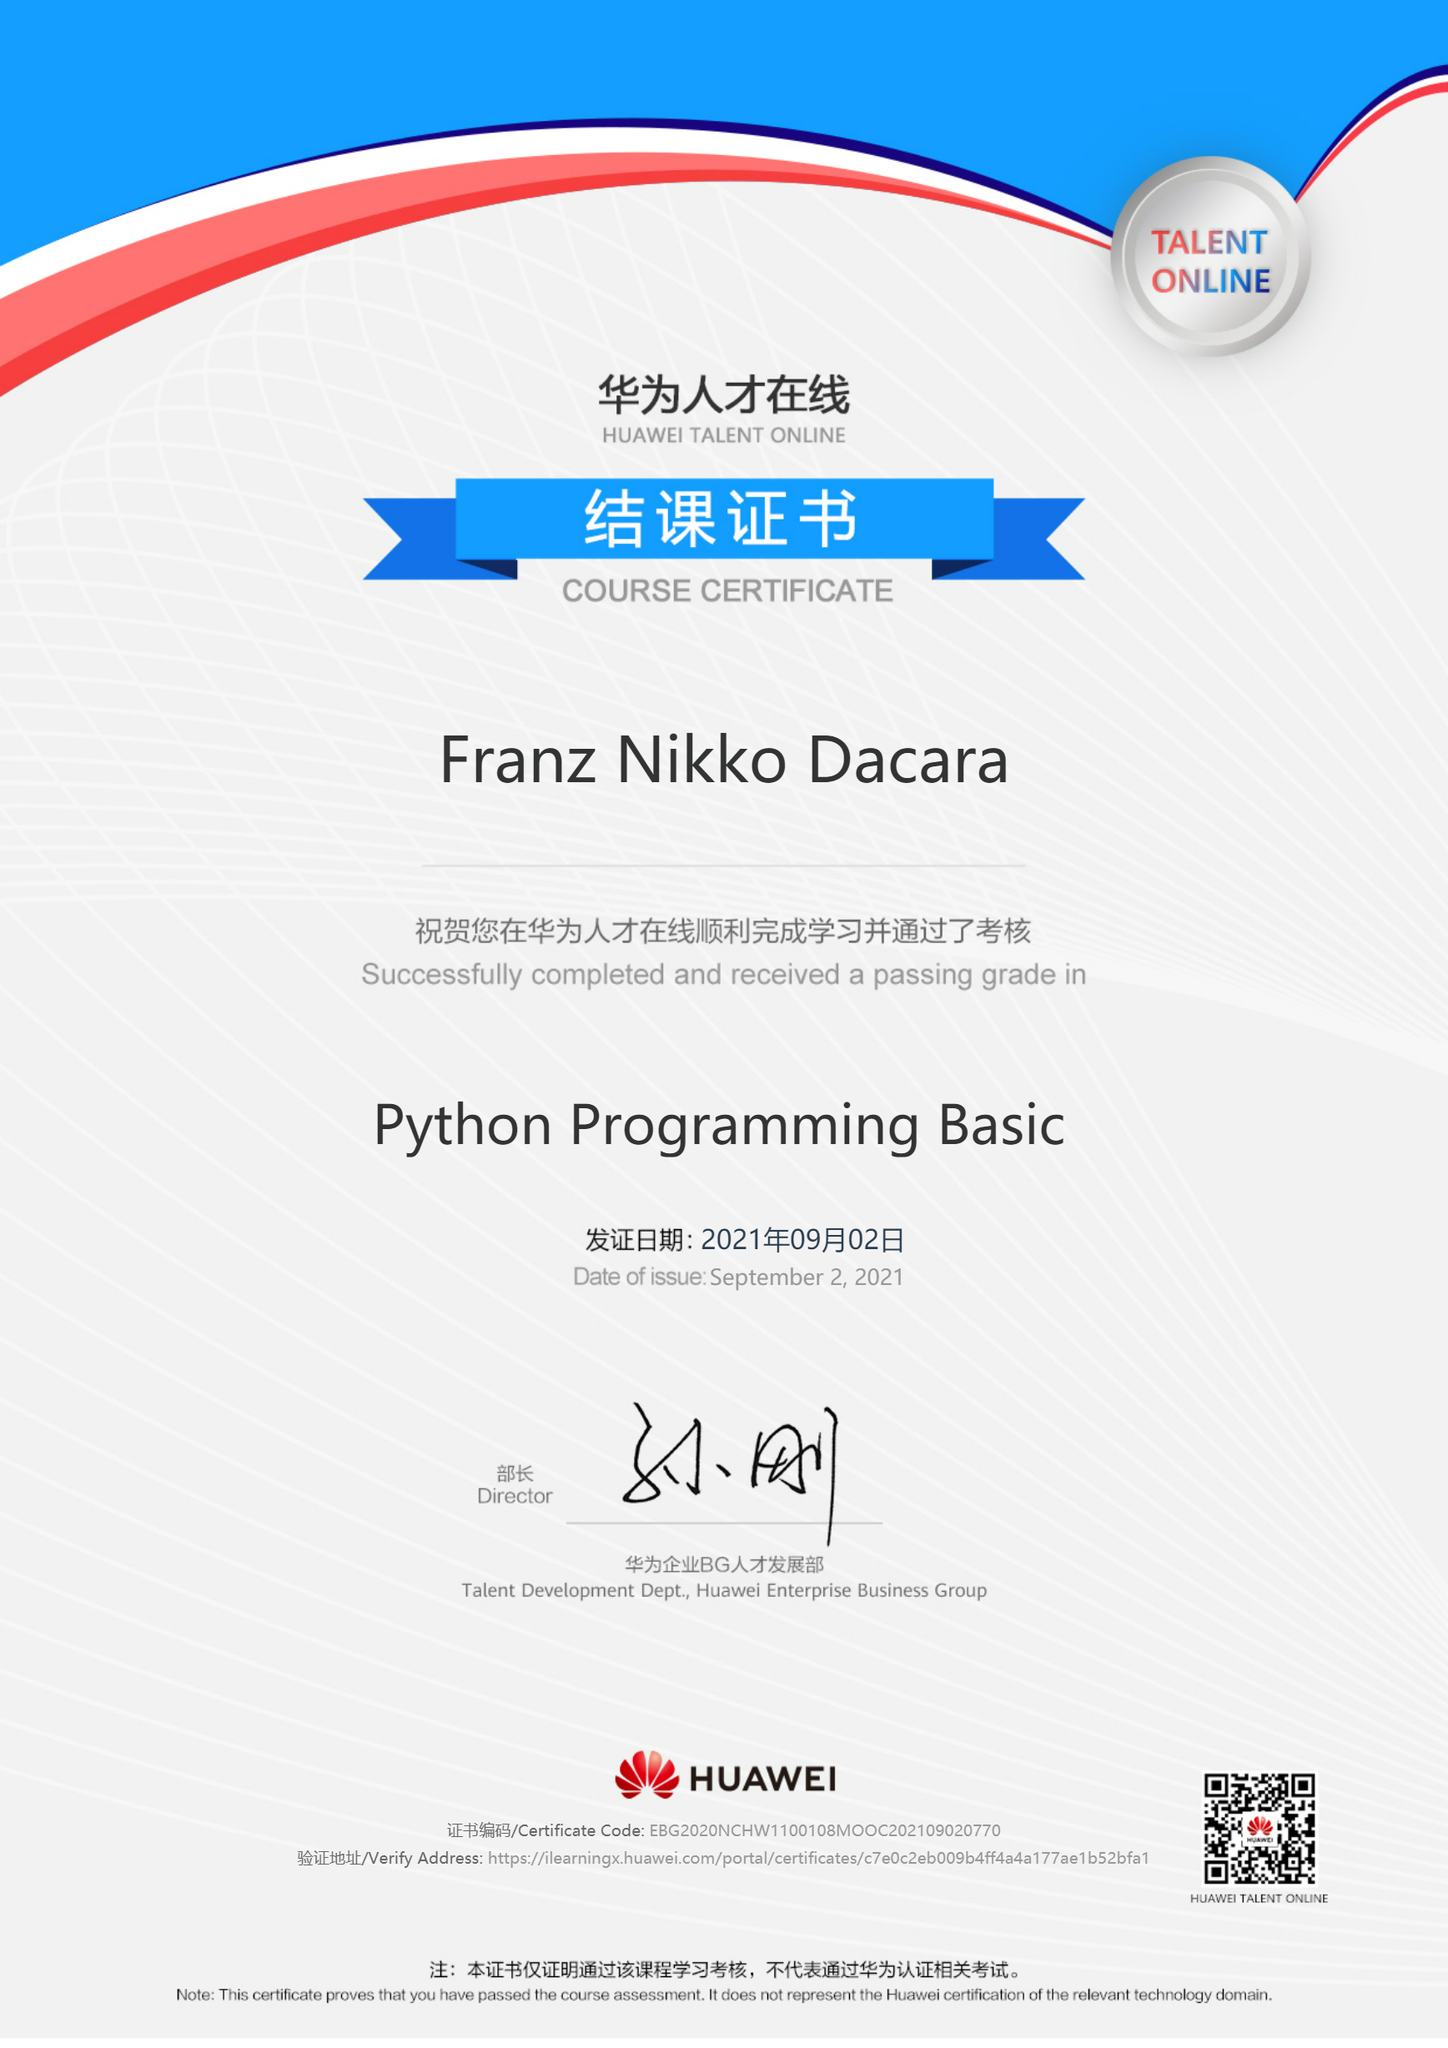 TALENT
ONLINE
华为人才在线
HUAWEI TALENT ONLINE
结课证书
COURSE CERTIFICATE
Franz Nikko Dacara
祝贺您在华为人才在线顺利完成学习并通过了考核
Successfully completed and received a passing grade in
Python Programming Basic
发证日期: 2021年09月02日
Date of issue: September 2, 2021
孙刚
部长
Director
华为企业BG人才发展部
Talent Development Dept., Huawei Enterprise Business Group
HUAWEI
证书编码/Certificate Code: EBG2020NCHW1100108MOOC202109020770
验证地址/Verify Address: https://ilearningx.huawei.com/portal/certificates/c7e0c2eb009b4ff4a4a177ae1b52bfa1
HUAWEI
HUAWEI TALENT ONLINE
注：本证书仅证明通过该课程学习考核，不代表通过华为认证相关考试。
Note: This certificate proves that you have passed the course assessment. It does not represent the Huawei certification of the relevant technology domain.